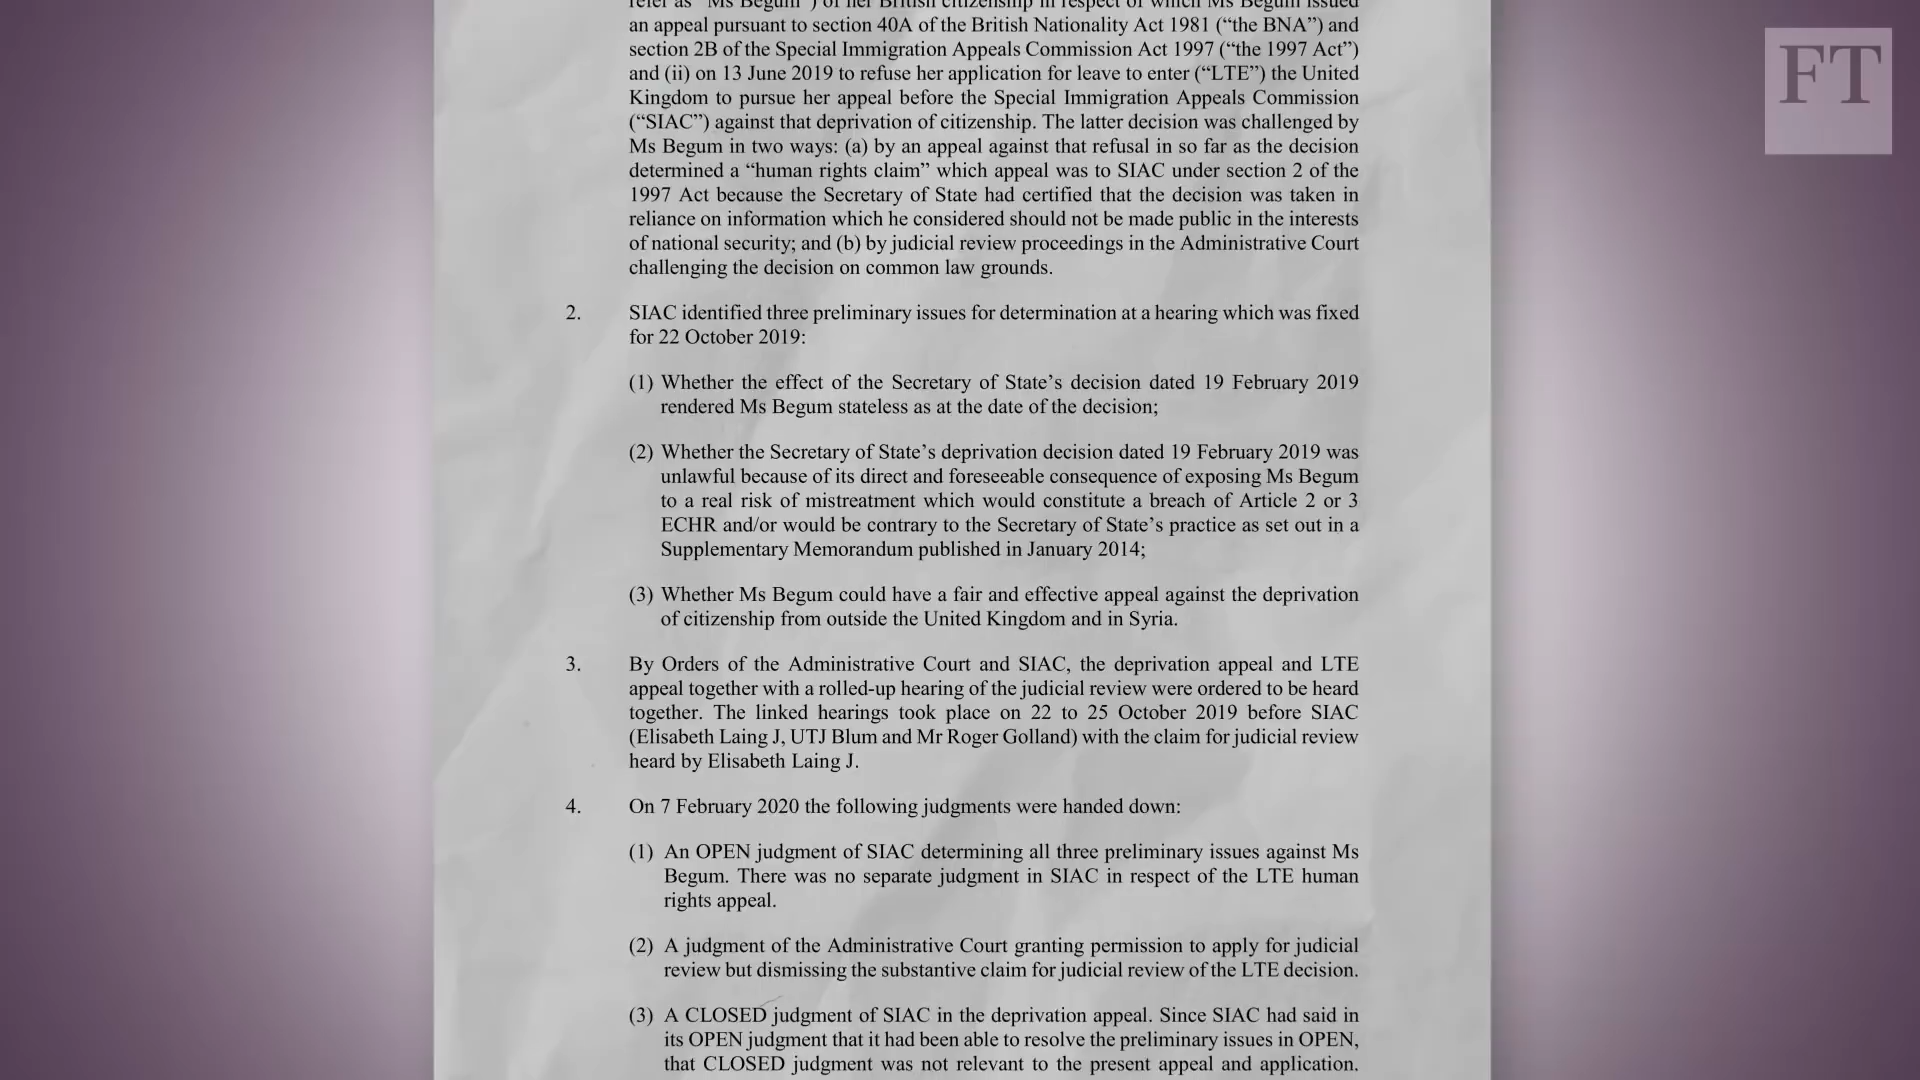 refer as "Ms Begum") of her British citizenship in respect of which Ms Begum issued
an appeal pursuant to section 40A of the British Nationality Act 1981 (“the BNA”) and
section 2B of the Special Immigration Appeals Commission Act 1997 (“the 1997 Act”)
and (ii) on 13 June 2019 to refuse her application for leave to enter (“LTE”) the United
Kingdom to pursue her appeal before the Special Immigration Appeals Commission
(“SIAC”) against that deprivation of citizenship. The latter decision was challenged by
Ms Begum in two ways: (a) by an appeal against that refusal in so far as the decision
determined a “human rights claim” which appeal was to SIAC under section 2 of the
1997 Act because the Secretary of State had certified that the decision was taken in
reliance on information which he considered should not be made public in the interests
of national security; and (b) by judicial review proceedings in the Administrative Court
challenging the decision on common law grounds.
2. SIAC identified three preliminary issues for determination at a hearing which was fixed
for 22 October 2019:
(1) Whether the effect of the Secretary of State’s decision dated 19 February 2019
rendered Ms Begum stateless as at the date of the decision;
(2) Whether the Secretary of State’s deprivation decision dated 19 February 2019 was
unlawful because of its direct and foreseeable consequence of exposing Ms Begum
to a real risk of mistreatment which would constitute a breach of Article 2 or 3
ECHR and/or would be contrary to the Secretary of State’s practice as set out in a
Supplementary Memorandum published in January 2014;
(3) Whether Ms Begum could have a fair and effective appeal against the deprivation
of citizenship from outside the United Kingdom and in Syria.
3. By Orders of the Administrative Court and SIAC, the deprivation appeal and LTE
appeal together with a rolled-up hearing of the judicial review were ordered to be heard
together. The linked hearings took place on 22 to 25 October 2019 before SIAC
(Elisabeth Laing J, UTJ Blum and Mr Roger Golland) with the claim for judicial review
heard by Elisabeth Laing J.
4. On 7 February 2020 the following judgments were handed down:
(1) An OPEN judgment of SIAC determining all three preliminary issues against Ms
Begum. There was no separate judgment in SIAC in respect of the LTE human
rights appeal.
(2) A judgment of the Administrative Court granting permission to apply for judicial
review but dismissing the substantive claim for judicial review of the LTE decision.
(3) A CLOSED judgment of SIAC in the deprivation appeal. Since SIAC had said in
its OPEN judgment that it had been able to resolve the preliminary issues in OPEN,
that CLOSED judgment was not relevant to the present appeal and application.
FT